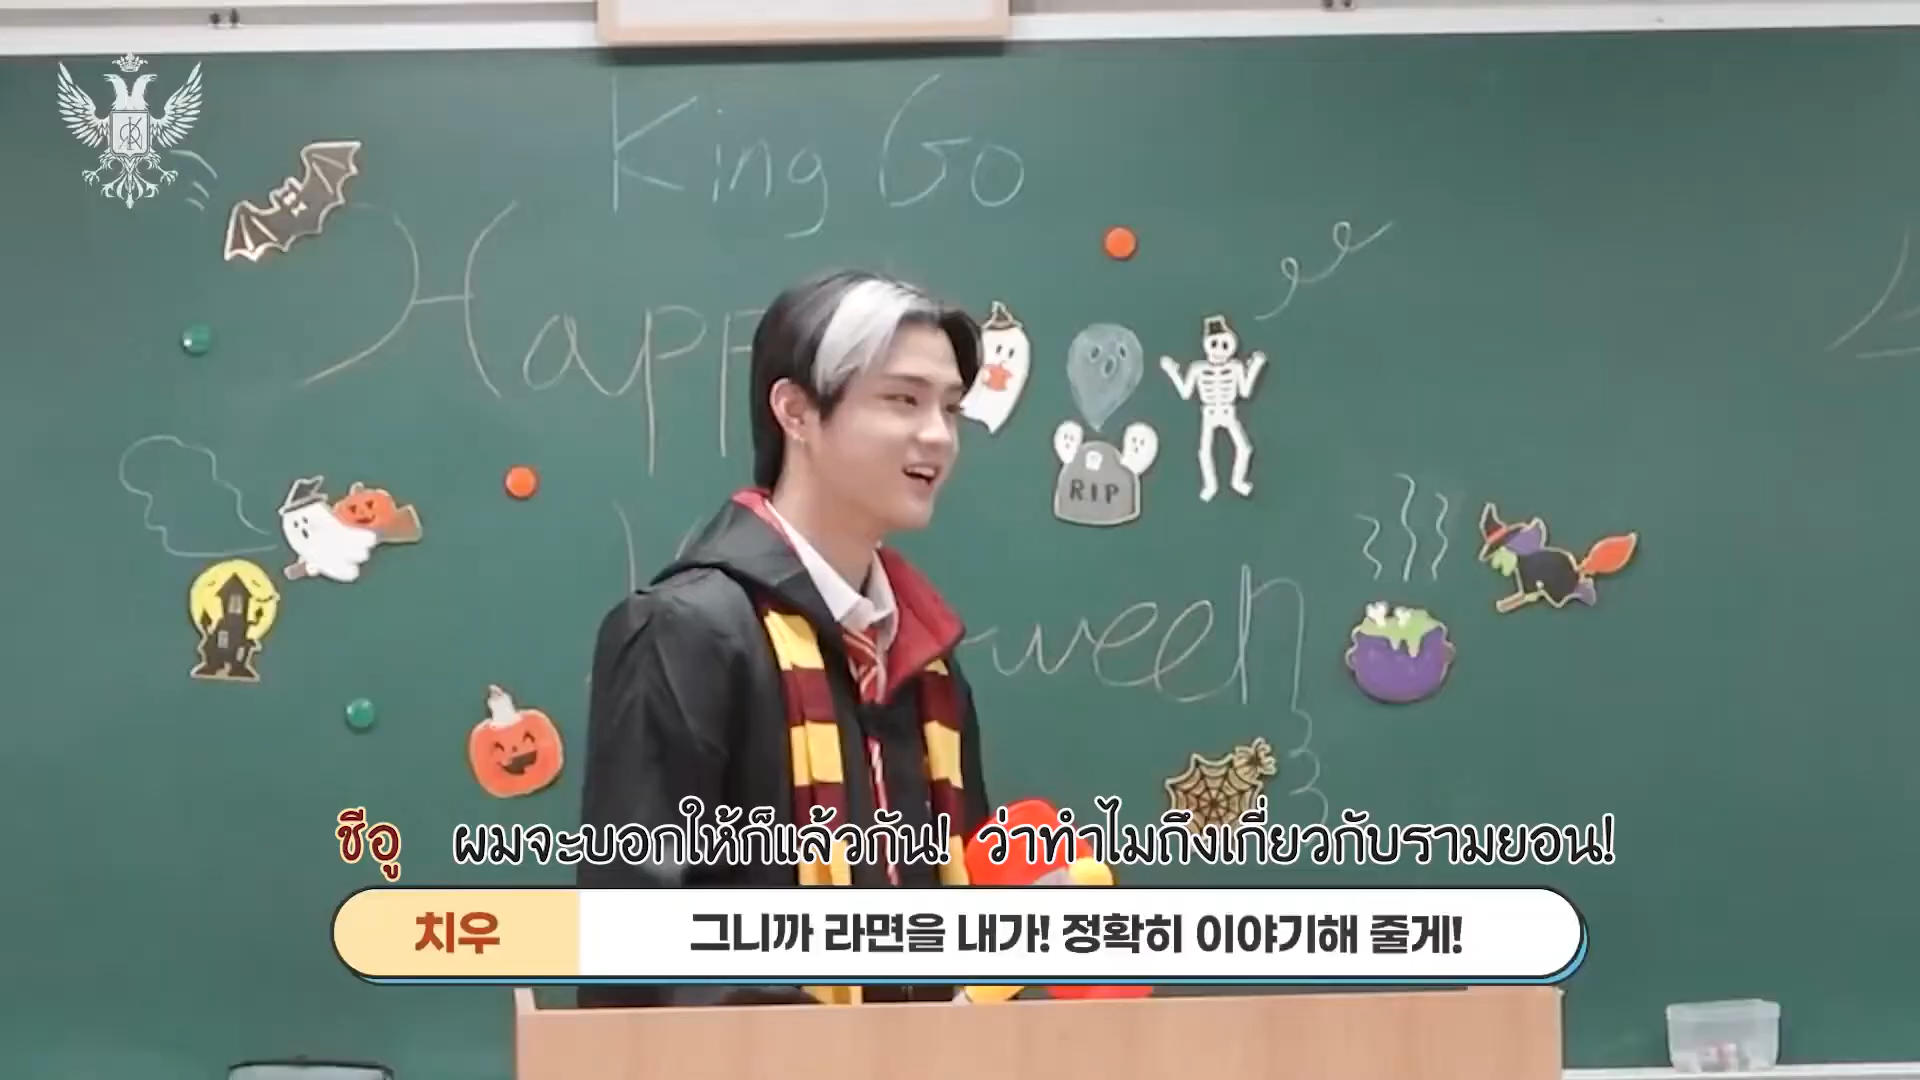 King Go
Happ
ween
RIP
ชีอู ผมจะบอกให้ก็แล้วกัน! ว่าทำไมถึงเกี่ยวกับรามยอน!
치우 그니까 라면을 내가! 정확히 이야기해 줄게!